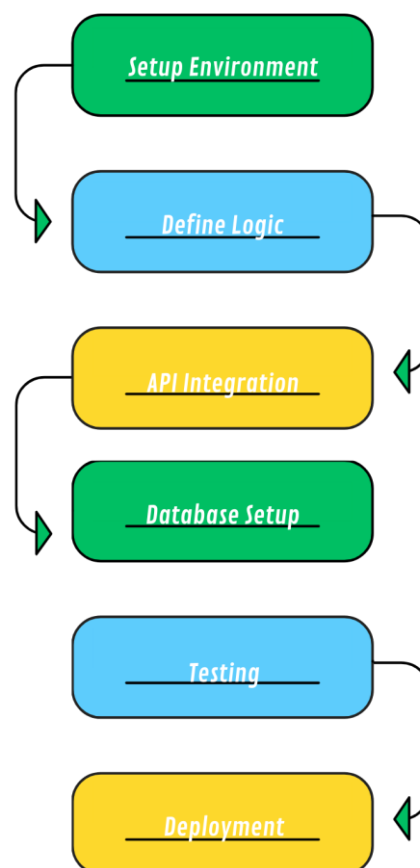 Setup Environment
Define Logic
API Integration
Database Setup
Testing
Deployment